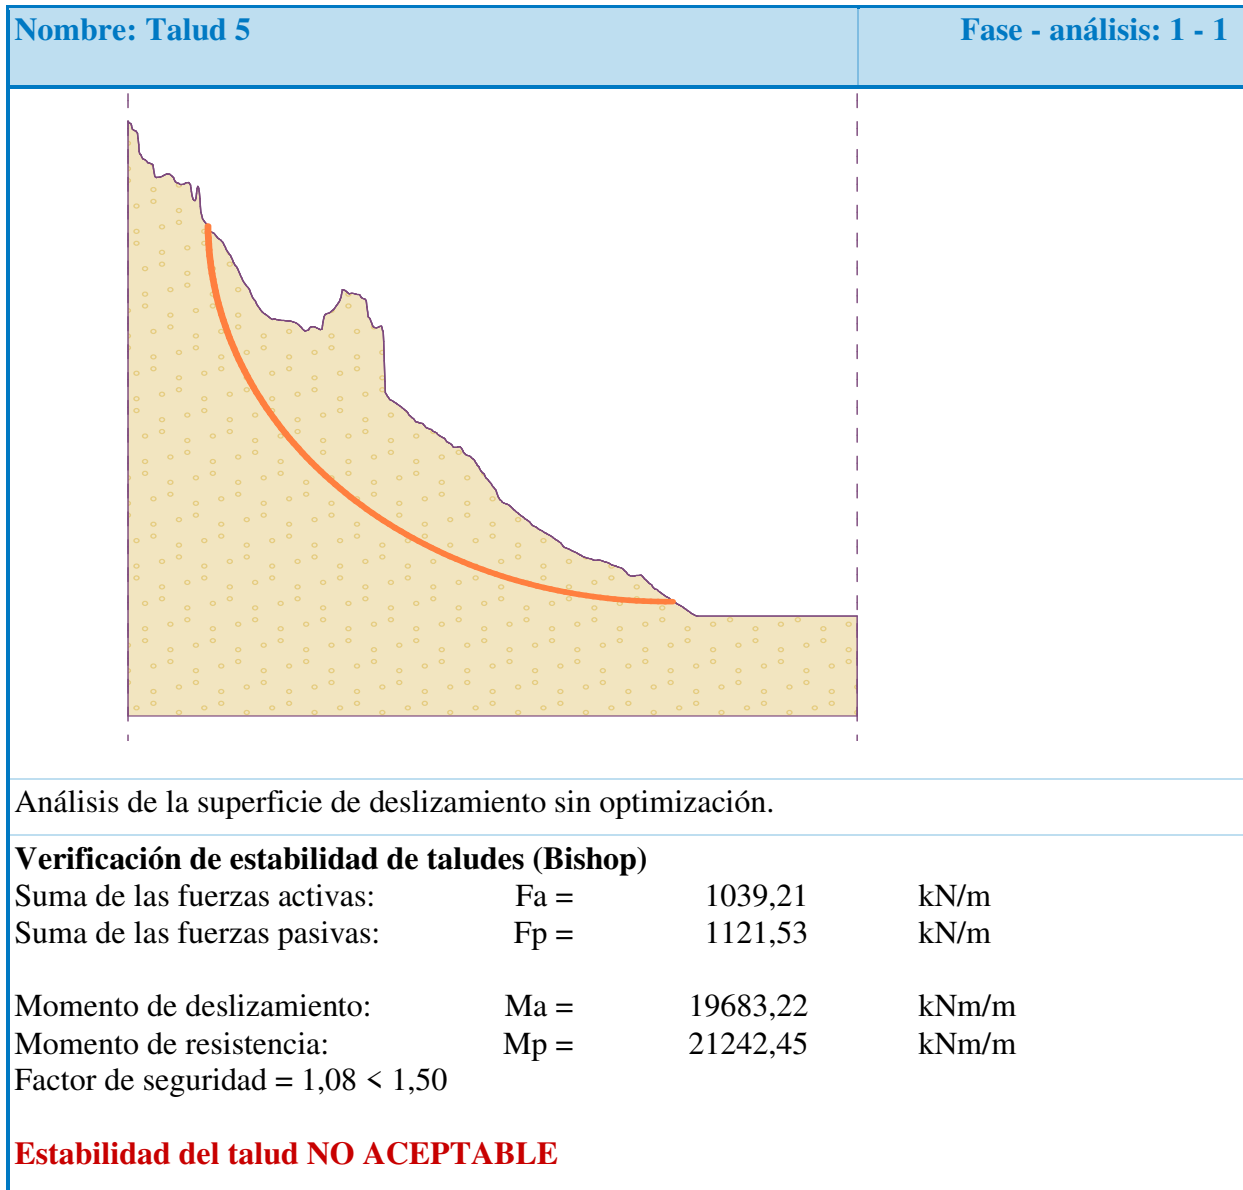 Nombre: Talud 5 Fase - análisis: 1 - 1
Análisis de la superficie de deslizamiento sin optimización.
Verificación de estabilidad de taludes (Bishop)
Suma de las fuerzas activas: Fa = 1039,21 kN/m
Suma de las fuerzas pasivas: Fp = 1121,53 kN/m
Momento de deslizamiento: Ma = 19683,22 kNm/m
Momento de resistencia: Mp = 21242,45 kNm/m
Factor de seguridad = 1,08 < 1,50
Estabilidad del talud NO ACEPTABLE